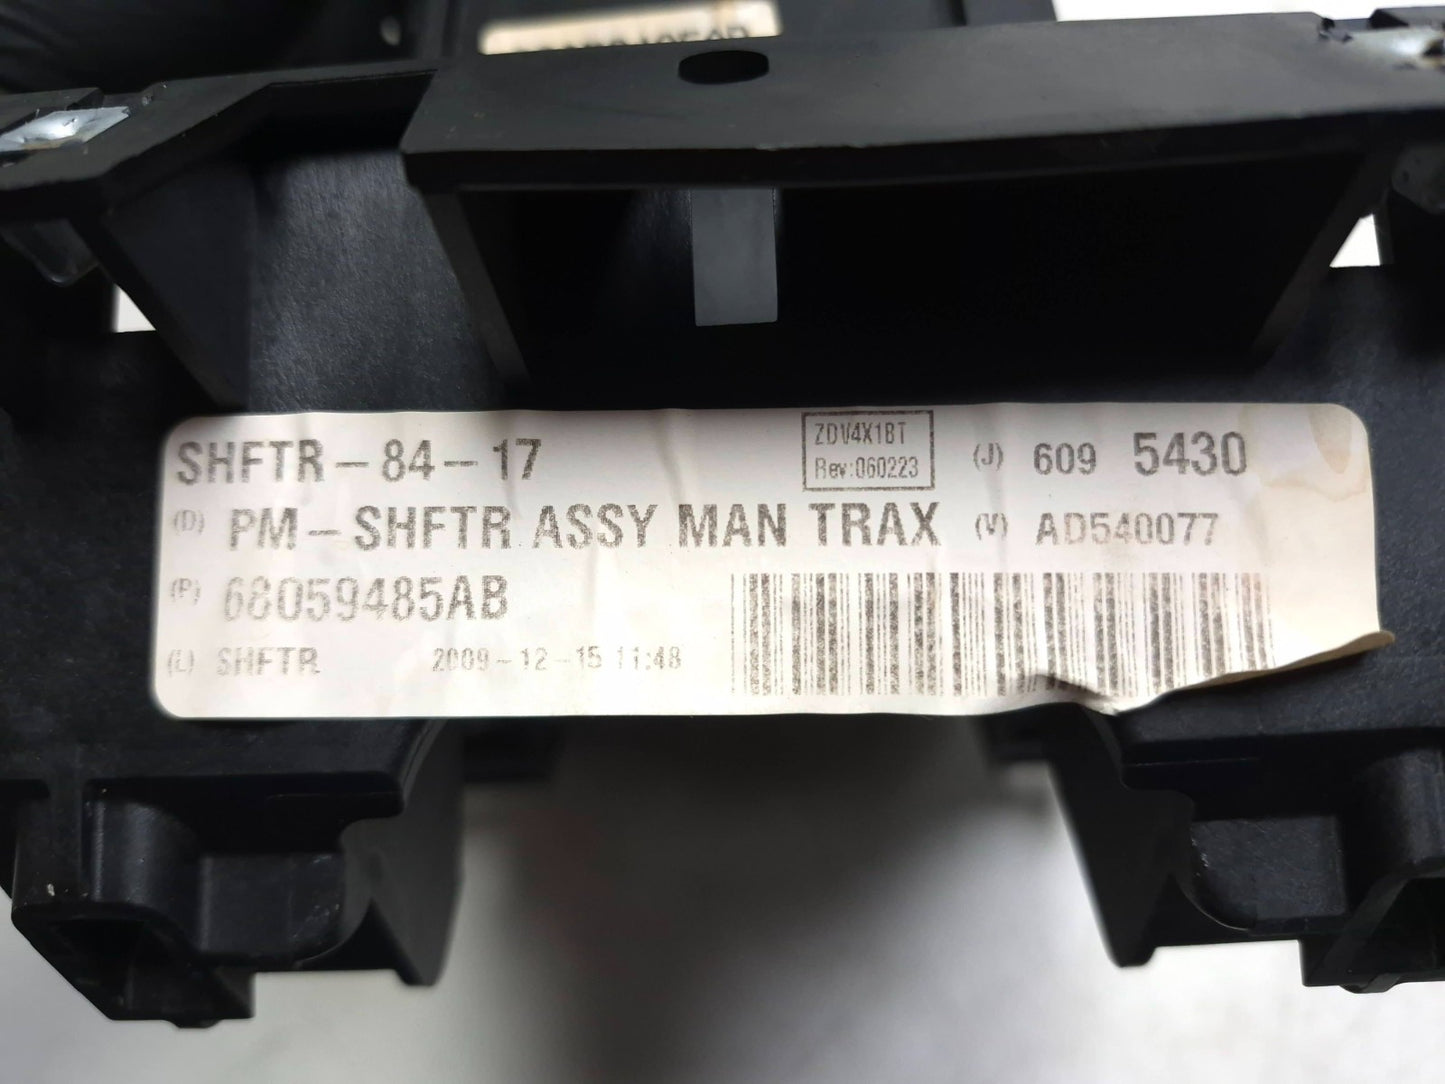 SHFTR-84-17
ZDV4X1BT
Rev:060223
(J) 609 5430
(D) PM-SHFTR ASSY MAN TRAX
(V) AD540077
(P) 68059485AB
(L) SHFTR 2009-12-15 11:48